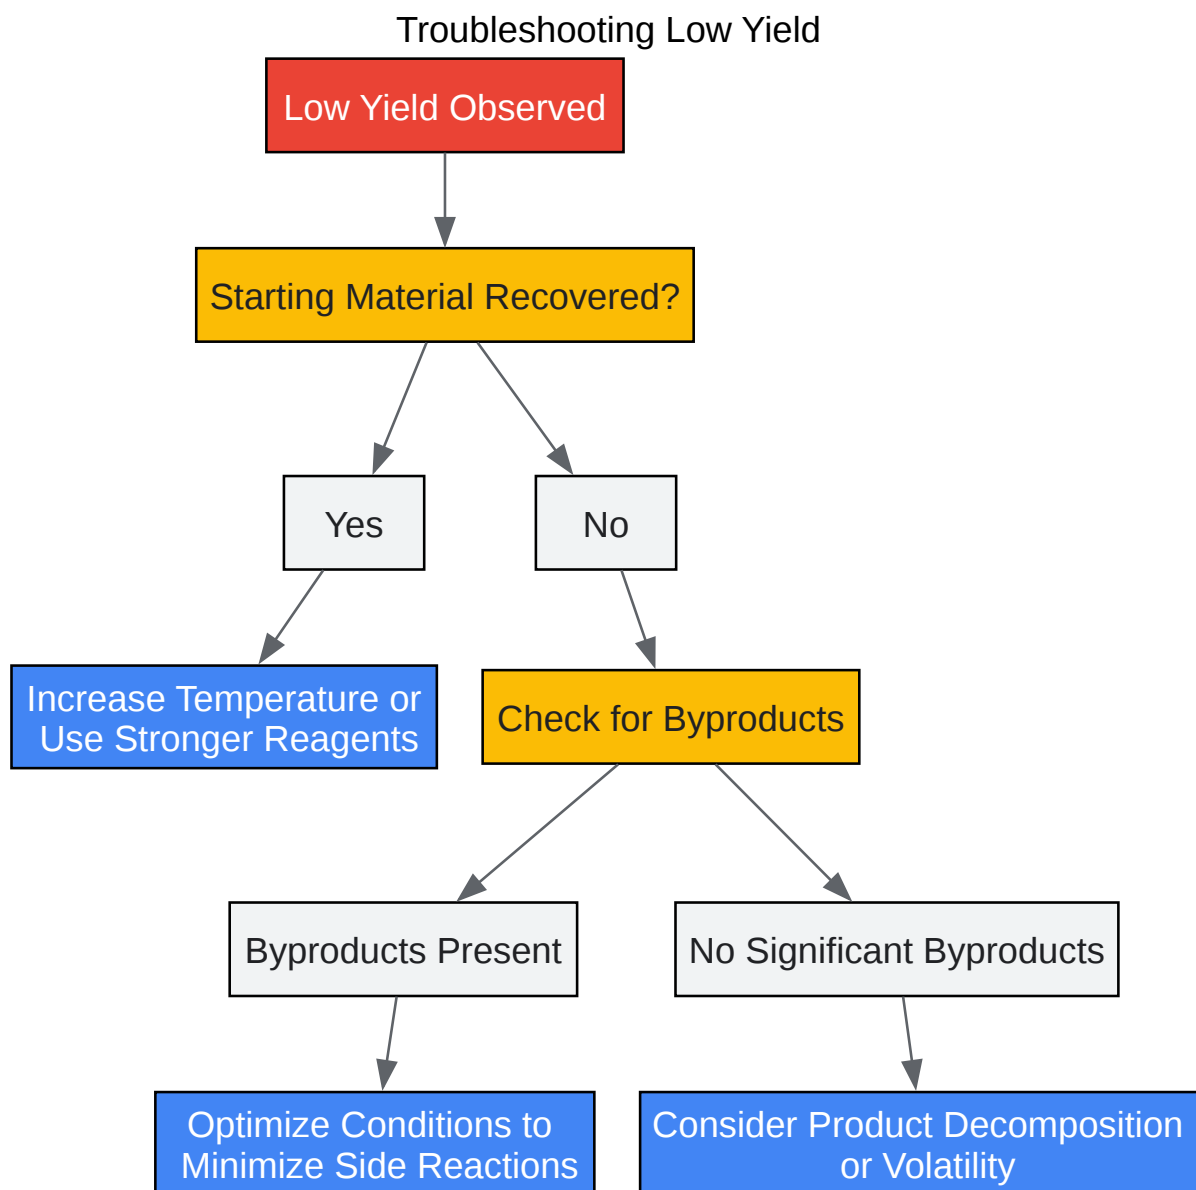 Troubleshooting Low Yield
Low Yield Observed
Starting Material Recovered?
Yes
No
Increase Temperature or
Use Stronger Reagents
Check for Byproducts
Byproducts Present
No Significant Byproducts
Optimize Conditions to
Minimize Side Reactions
Consider Product Decomposition
or Volatility